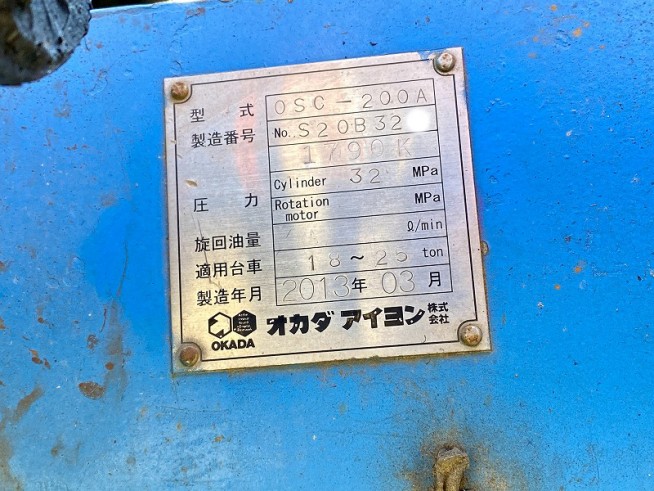 型式 OSC-200A
製造番号 No. S20B32
1790K
圧力 Cylinder 32 MPa
Rotation motor MPa
旋回油量 ℓ/min
適用台車 18～25 ton
製造年月 2013年 03月
OKADA オカダ アイヨン 株式会社